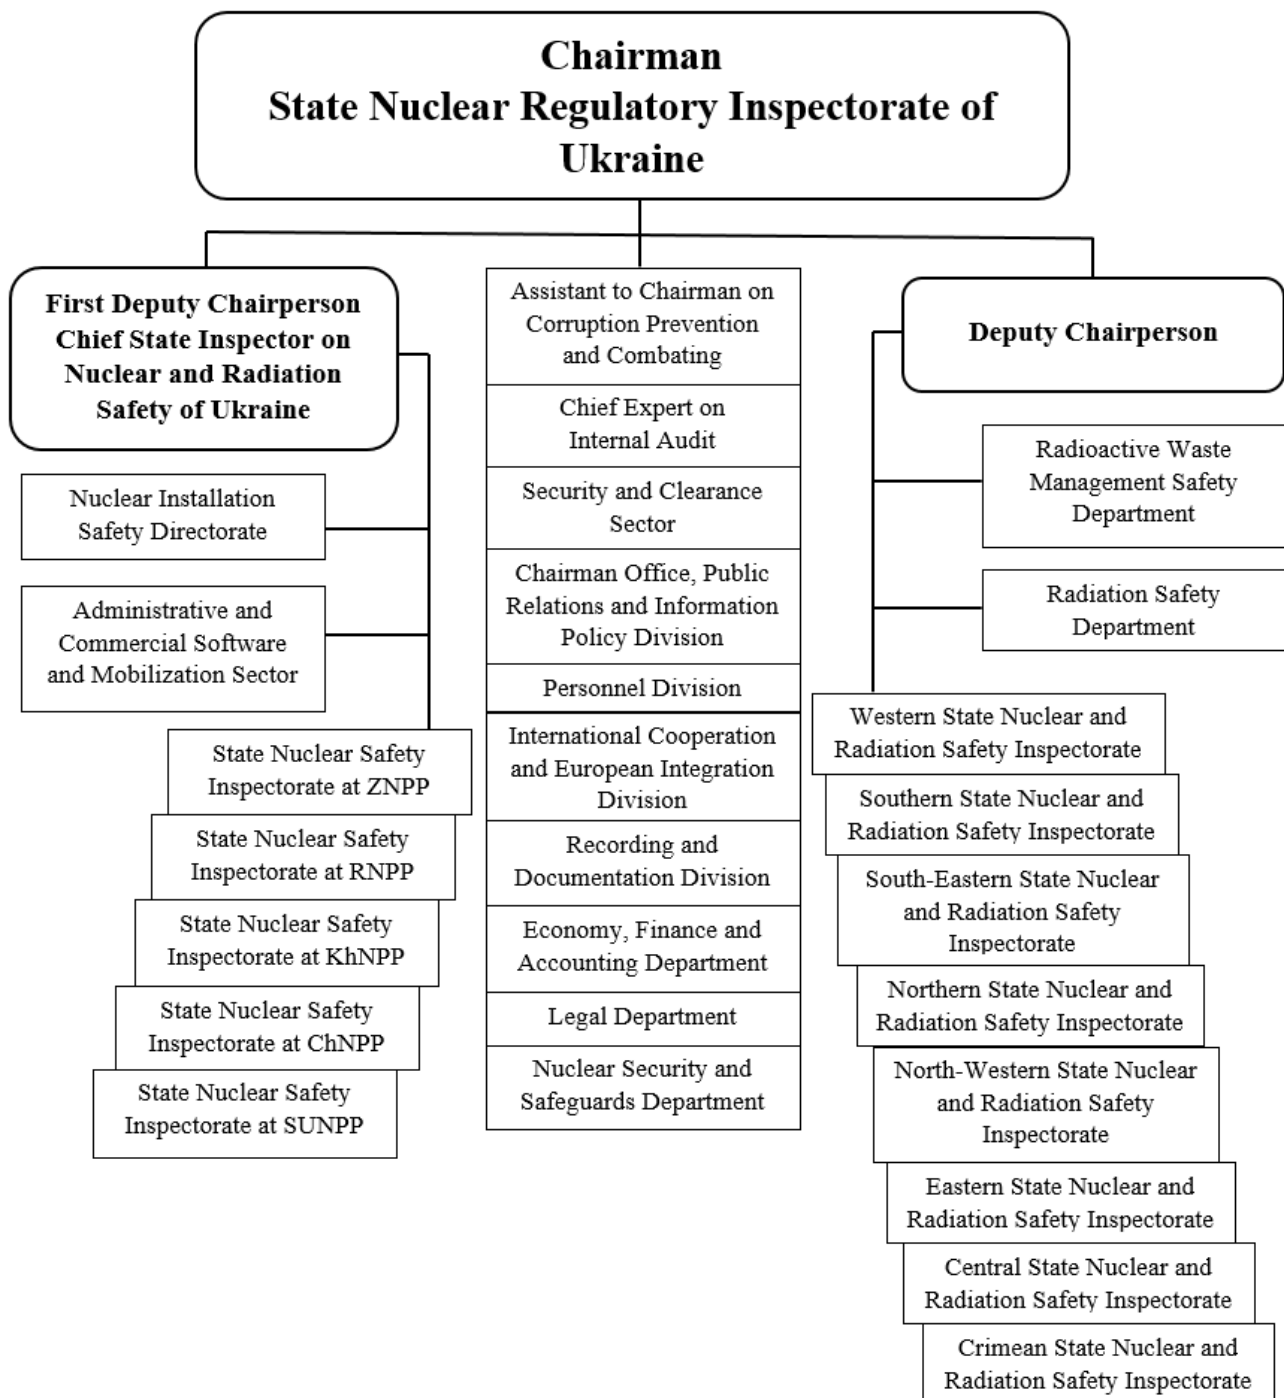 Chairman
State Nuclear Regulatory Inspectorate of
Ukraine
First Deputy Chairperson
Chief State Inspector on
Nuclear and Radiation
Safety of Ukraine
Nuclear Installation
Safety Directorate
Administrative and
Commercial Software
and Mobilization Sector
State Nuclear Safety
Inspectorate at ZNPP
State Nuclear Safety
Inspectorate at RNPP
State Nuclear Safety
Inspectorate at KhNPP
State Nuclear Safety
Inspectorate at ChNPP
State Nuclear Safety
Inspectorate at SUNPP
Assistant to Chairman on
Corruption Prevention
and Combating
Chief Expert on
Internal Audit
Security and Clearance
Sector
Chairman Office, Public
Relations and Information
Policy Division
Personnel Division
International Cooperation
and European Integration
Division
Recording and
Documentation Division
Economy, Finance and
Accounting Department
Legal Department
Nuclear Security and
Safeguards Department
Deputy Chairperson
Radioactive Waste
Management Safety
Department
Radiation Safety
Department
Western State Nuclear and
Radiation Safety Inspectorate
Southern State Nuclear and
Radiation Safety Inspectorate
South-Eastern State Nuclear
and Radiation Safety
Inspectorate
Northern State Nuclear and
Radiation Safety Inspectorate
North-Western State Nuclear
and Radiation Safety
Inspectorate
Eastern State Nuclear and
Radiation Safety Inspectorate
Central State Nuclear and
Radiation Safety Inspectorate
Crimean State Nuclear and
Radiation Safety Inspectorate